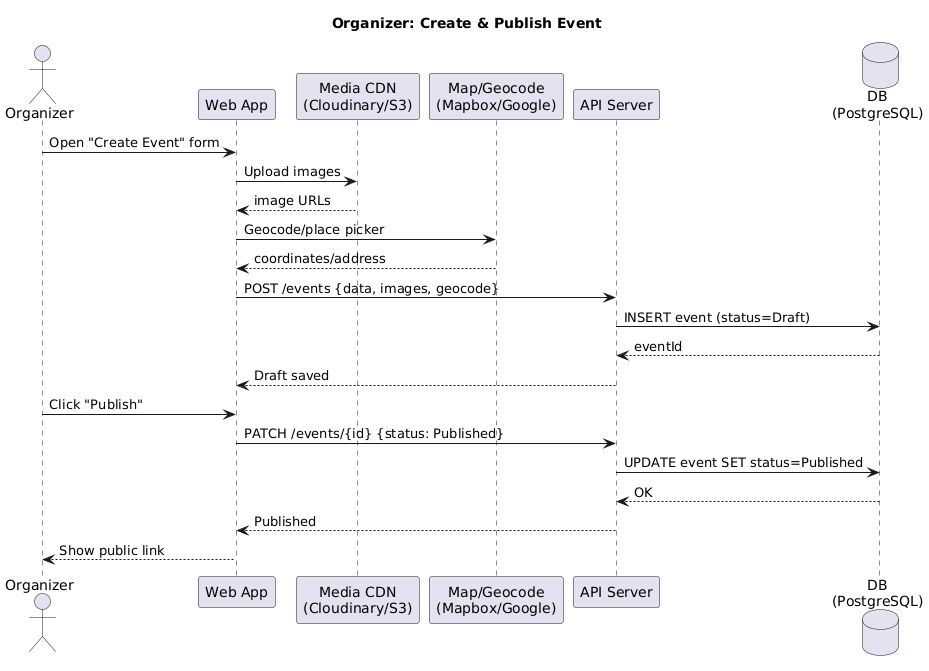 Organizer: Create & Publish Event
Organizer
Web App
Media CDN
(Cloudinary/S3)
Map/Geocode
(Mapbox/Google)
API Server
DB
(PostgreSQL)
Open "Create Event" form
Upload images
image URLs
Geocode/place picker
coordinates/address
POST /events {data, images, geocode}
INSERT event (status=Draft)
eventId
Draft saved
Click "Publish"
PATCH /events/{id} {status: Published}
UPDATE event SET status=Published
OK
Published
Show public link
Organizer
Web App
Media CDN
(Cloudinary/S3)
Map/Geocode
(Mapbox/Google)
API Server
DB
(PostgreSQL)